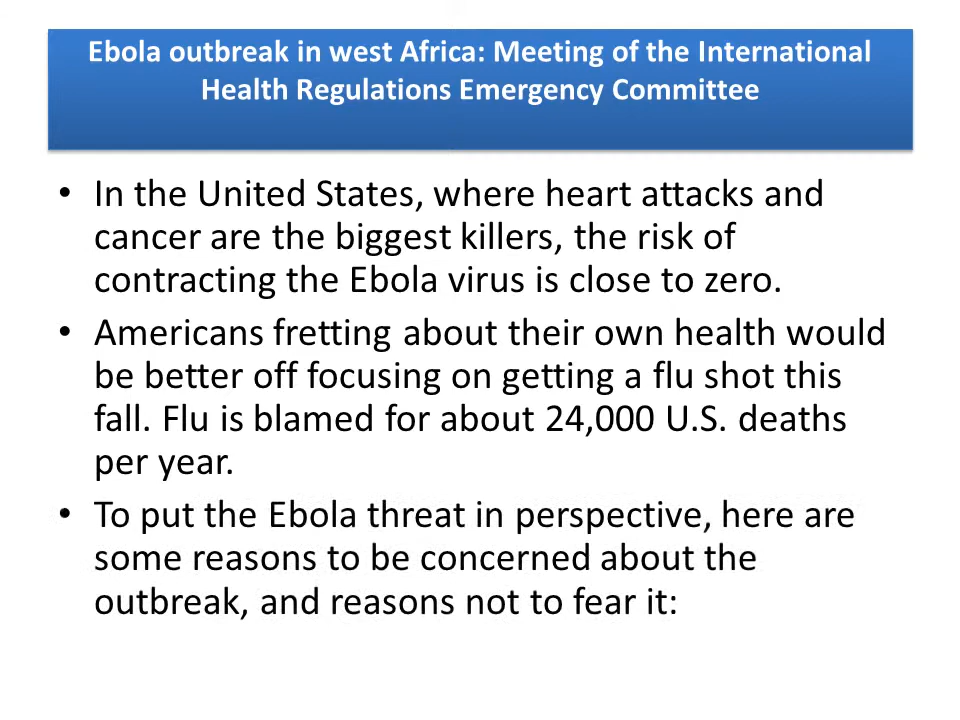 Ebola outbreak in west Africa: Meeting of the International
Health Regulations Emergency Committee
• In the United States, where heart attacks and
cancer are the biggest killers, the risk of
contracting the Ebola virus is close to zero.
• Americans fretting about their own health would
be better off focusing on getting a flu shot this
fall. Flu is blamed for about 24,000 U.S. deaths
per year.
• To put the Ebola threat in perspective, here are
some reasons to be concerned about the
outbreak, and reasons not to fear it: